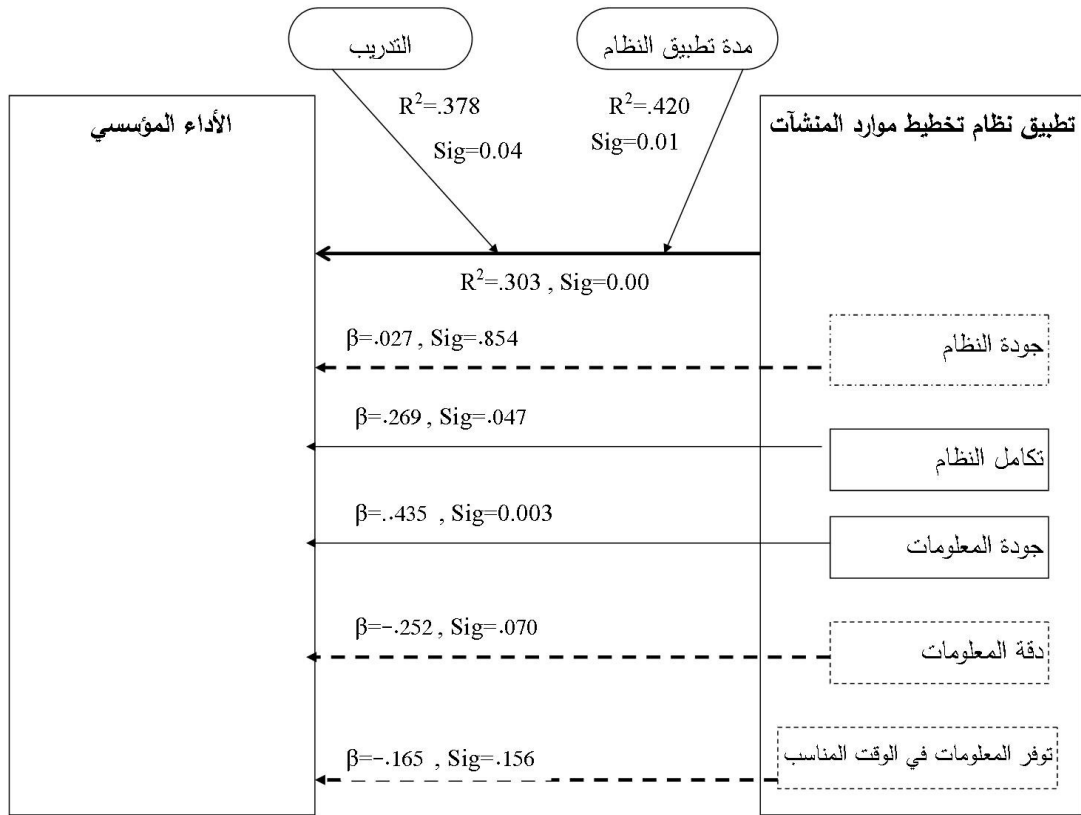 مدة تطبيق النظام
التدريب
R²=.420
Sig=0.01
R²=.378
Sig=0.04
تطبيق نظام تخطيط موارد المنشآت
الأداء المؤسسي
R²=.303 , Sig=0.00
جودة النظام
β=.027 , Sig=.854
تكامل النظام
β=.269 , Sig=.047
جودة المعلومات
β=..435 , Sig=0.003
دقة المعلومات
β=-.252 , Sig=.070
توفر المعلومات في الوقت المناسب
β=-.165 , Sig=.156